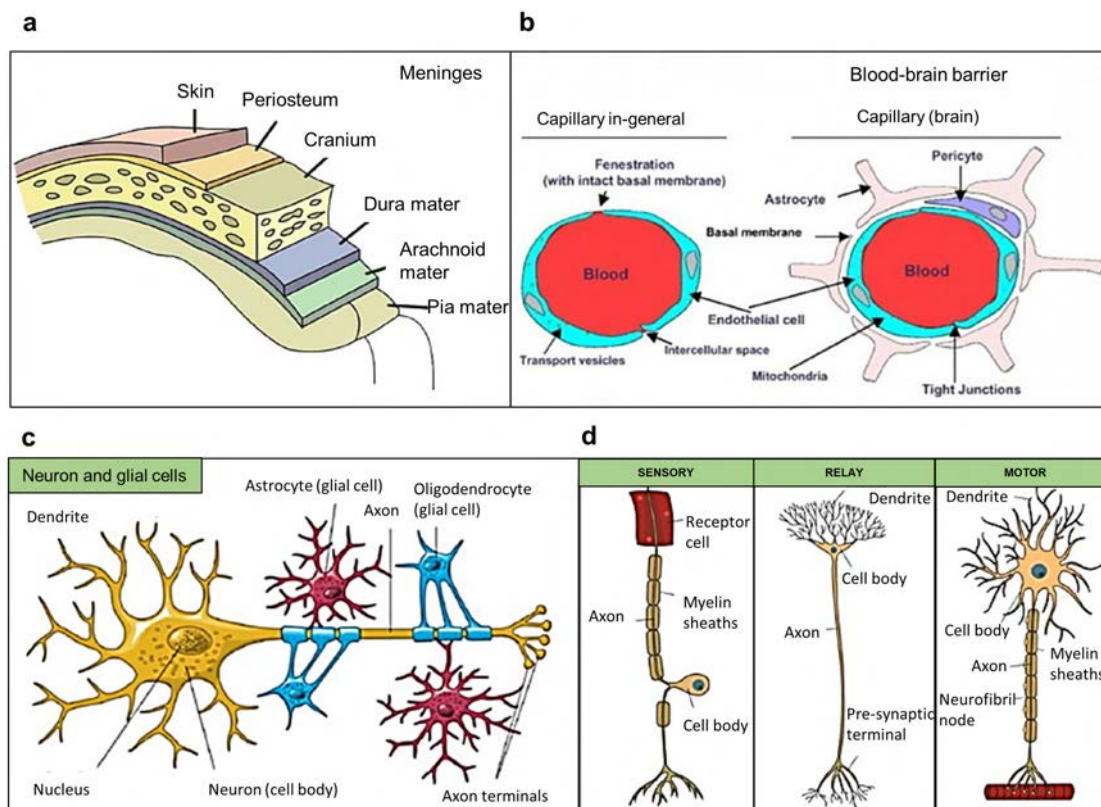 a
Meninges
Skin
Periosteum
Cranium
Dura mater
Arachnoid
mater
Pia mater
b
Blood-brain barrier
Capillary in-general
Capillary (brain)
Fenestration
(with intact basal membrane)
Pericyte
Astrocyte
Basal membrane
Blood
Blood
Endothelial cell
Intercellular space
Transport vesicles
Mitochondria
Tight Junctions
c
Neuron and glial cells
Astrocyte (glial cell)
Oligodendrocyte
(glial cell)
Axon
Dendrite
Nucleus
Neuron (cell body)
Axon terminals
d
SENSORY
RELAY
MOTOR
Receptor
cell
Axon
Myelin
sheaths
Cell body
Dendrite
Cell body
Axon
Pre-synaptic
terminal
Dendrite
Cell body
Axon
Myelin
sheaths
Neurofibril
node